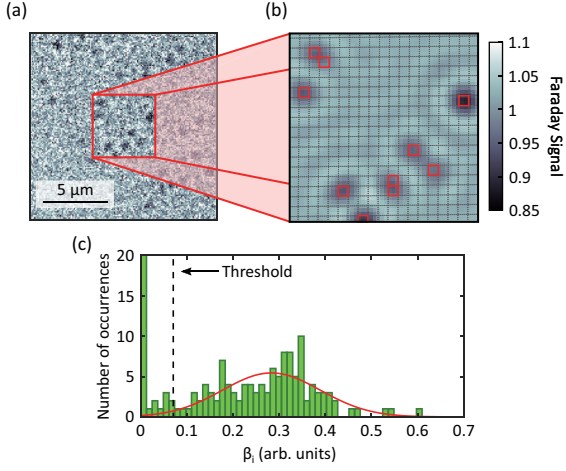 (a)
(b)
5 µm
1.1
1.05
1
0.95
0.9
0.85
Faraday Signal
(c)
20
15
10
5
0
Number of occurrences
Threshold
0 0.1 0.2 0.3 0.4 0.5 0.6 0.7
βi (arb. units)